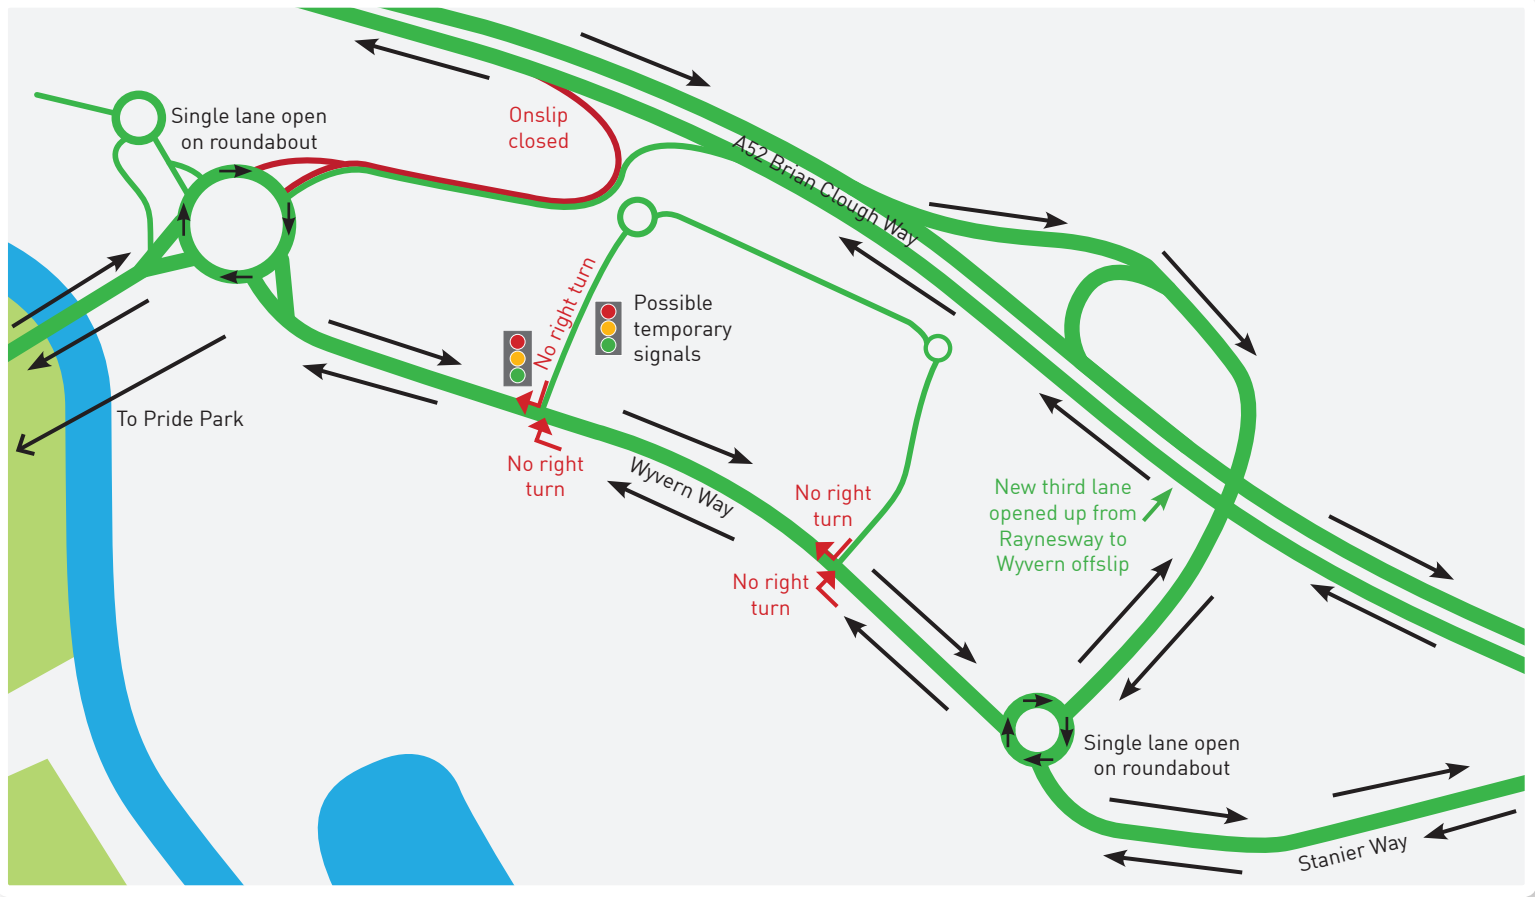 Single lane open
on roundabout
Onslip
closed
A52 Brian Clough Way
No right turn
Possible
temporary
signals
To Pride Park
No right
turn
Wyvern Way
No right
turn
No right
turn
New third lane
opened up from
Raynesway to
Wyvern offslip
Single lane open
on roundabout
Stanier Way